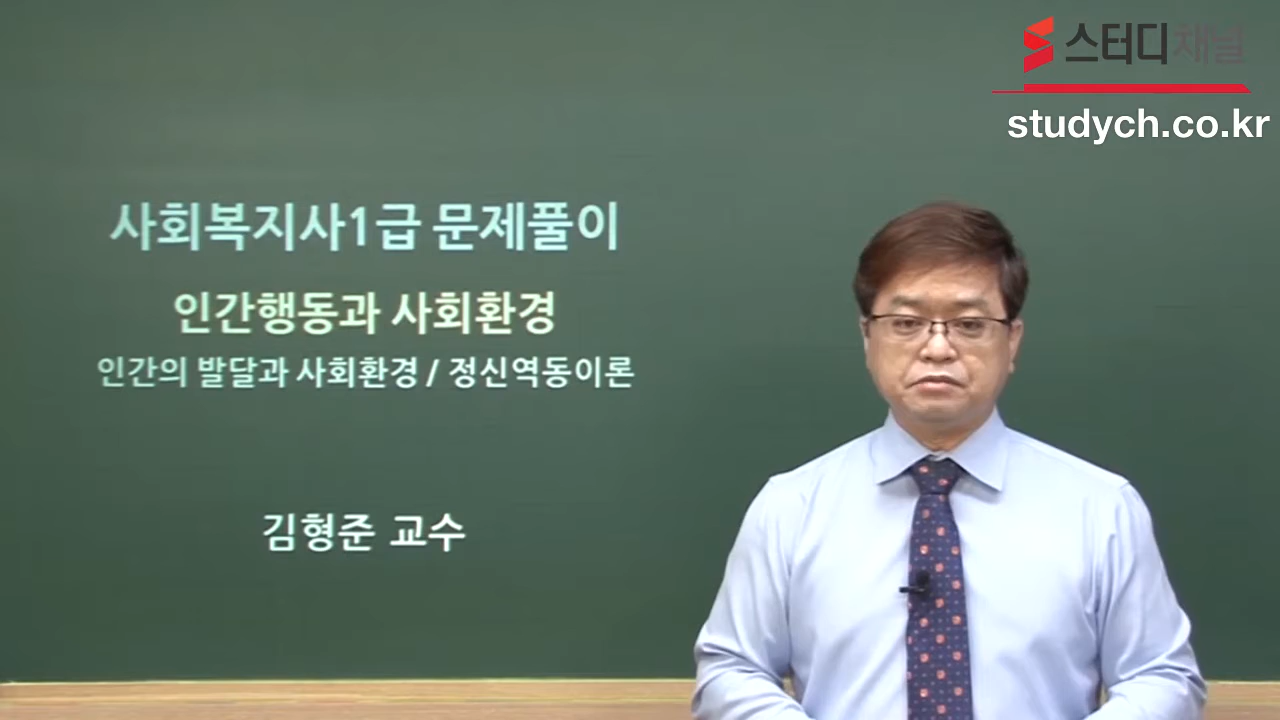 스터디채널
studych.co.kr
사회복지사1급 문제풀이
인간행동과 사회환경
인간의 발달과 사회환경 / 정신역동이론
김형준 교수